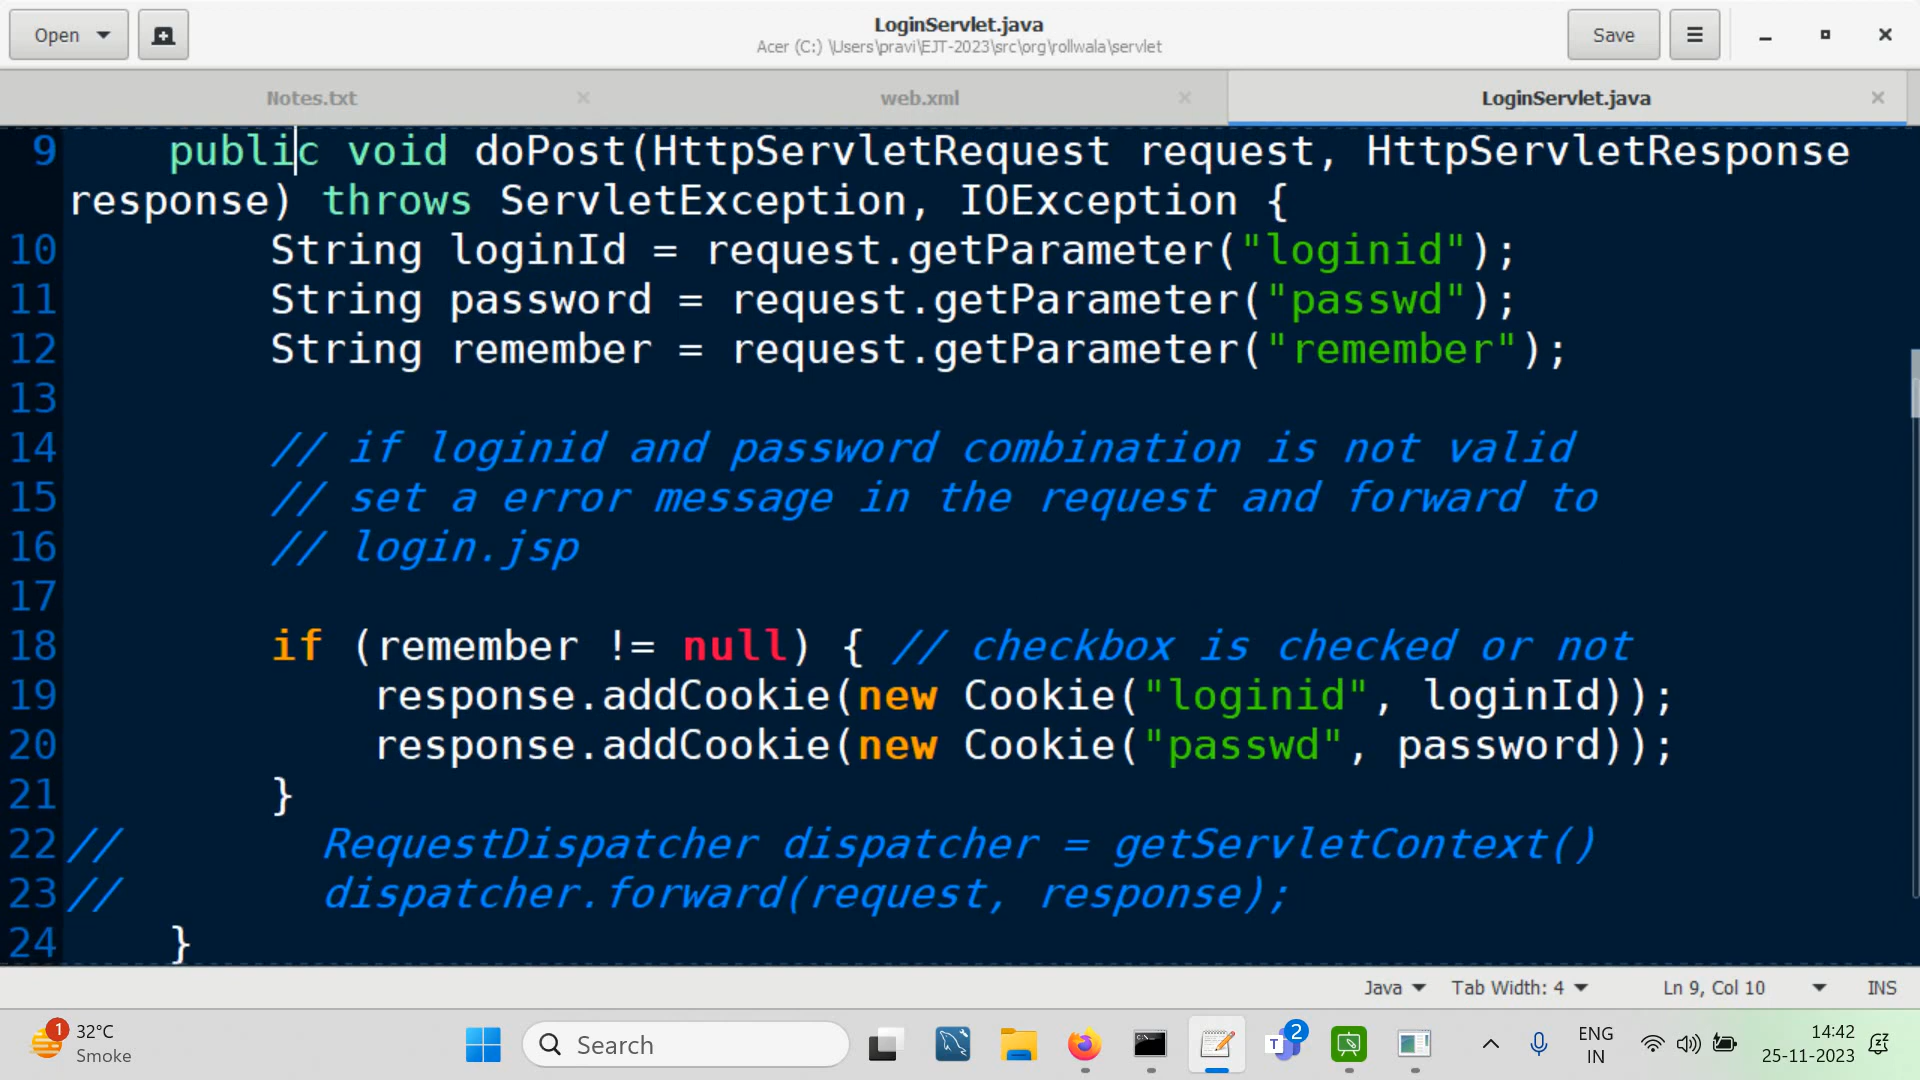 Open
LoginServlet.java
Acer (C:) \Users\pravi\EJT-2023\src\org\rollwala\servlet
Save
Notes.txt
web.xml
LoginServlet.java
9 public void doPost(HttpServletRequest request, HttpServletResponse
response) throws ServletException, IOException {
10 String loginId = request.getParameter("loginid");
11 String password = request.getParameter("passwd");
12 String remember = request.getParameter("remember");
13
14 // if loginid and password combination is not valid
15 // set a error message in the request and forward to
16 // login.jsp
17
18 if (remember != null) { // checkbox is checked or not
19 response.addCookie(new Cookie("loginid", loginId));
20 response.addCookie(new Cookie("passwd", password));
21 }
22 // RequestDispatcher dispatcher = getServletContext()
23 // dispatcher.forward(request, response);
24 }
Java
Tab Width: 4
Ln 9, Col 10
INS
1
32°C
Smoke
Search
T
2
ENG
IN
14:42
25-11-2023